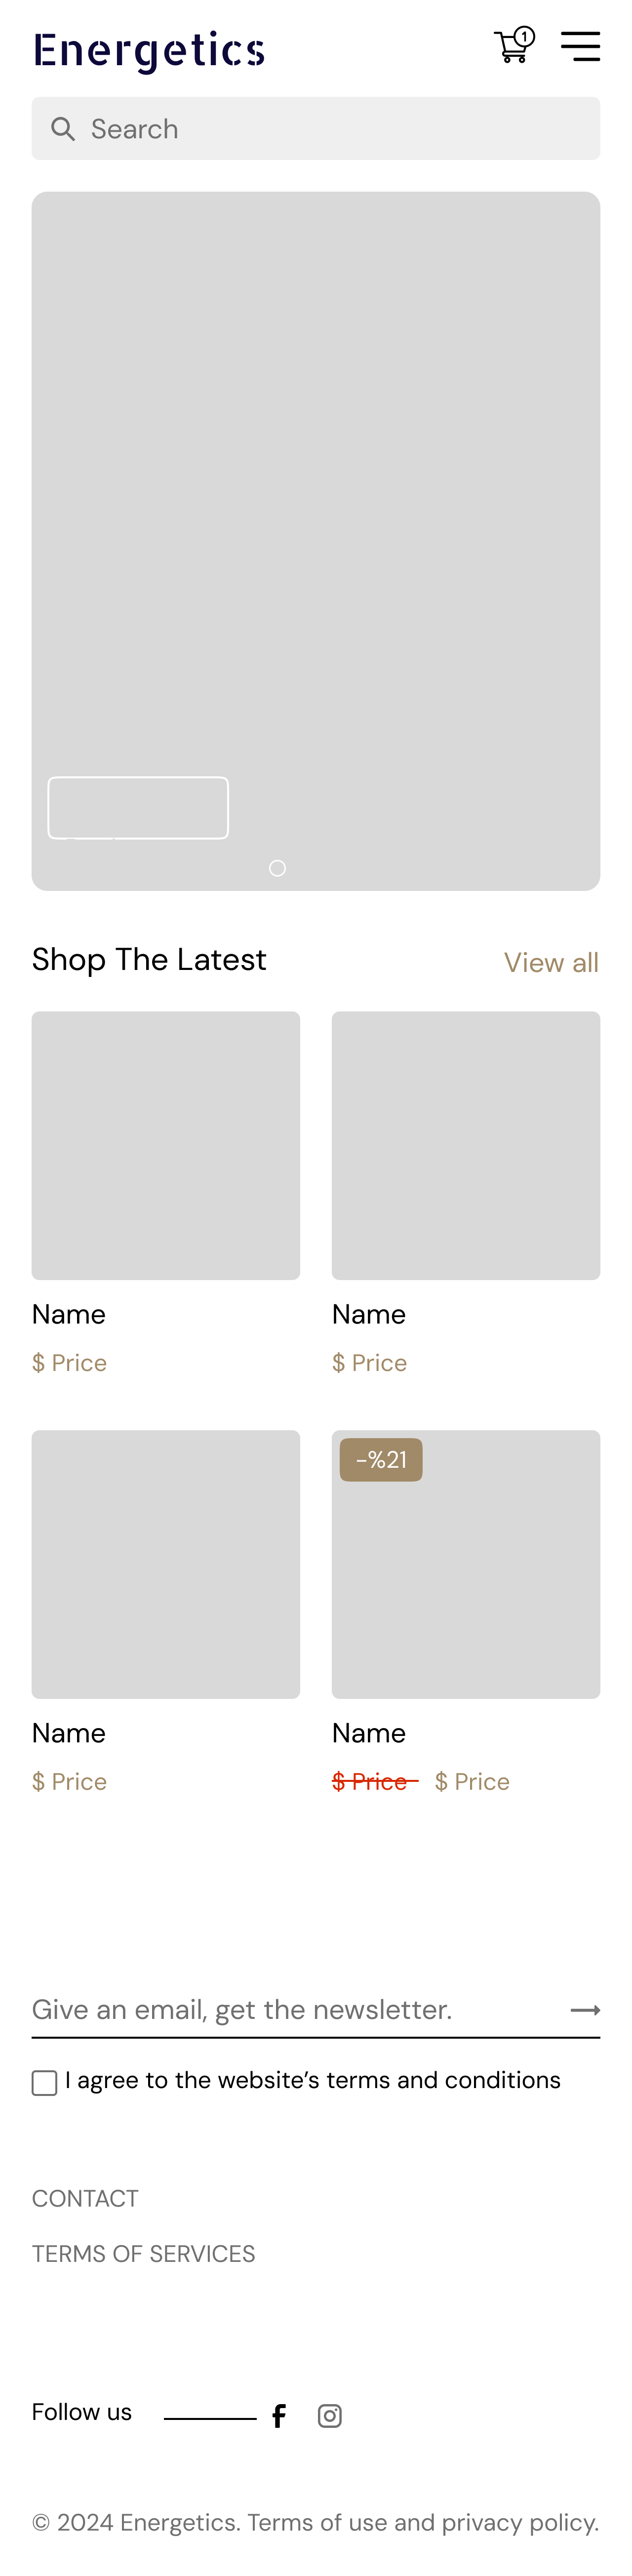 Energetics
1
Search
Shop The Latest
View all
Name
Name
$ Price
$ Price
-%21
Name
Name
$ Price
$ Price
$ Price
Give an email, get the newsletter.
I agree to the website’s terms and conditions
CONTACT
TERMS OF SERVICES
Follow us
© 2024 Energetics. Terms of use and privacy policy.